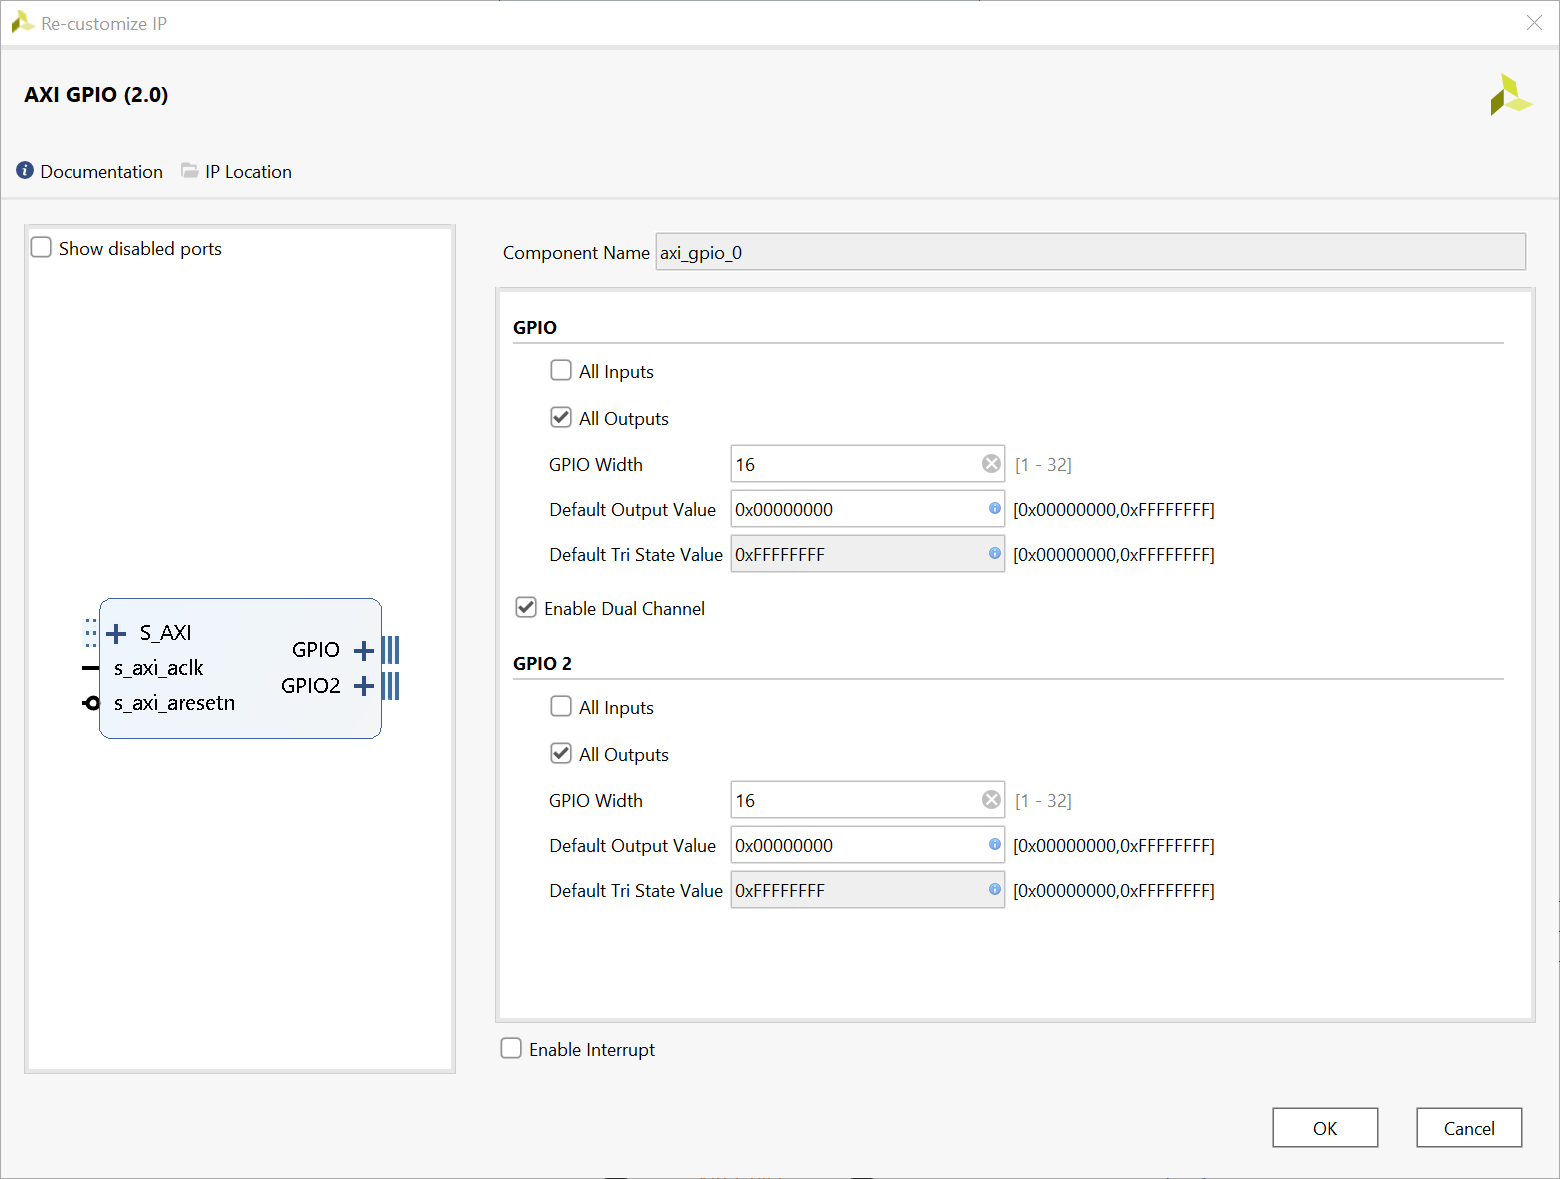 Re-customize IP
AXI GPIO (2.0)
Documentation IP Location
Show disabled ports
S_AXI
s_axi_aclk
s_axi_aresetn
GPIO
GPIO2
Component Name axi_gpio_0
GPIO
All Inputs
All Outputs
GPIO Width 16 [1 - 32]
Default Output Value 0x00000000 [0x00000000,0xFFFFFFFF]
Default Tri State Value 0xFFFFFFFF [0x00000000,0xFFFFFFFF]
Enable Dual Channel
GPIO 2
All Inputs
All Outputs
GPIO Width 16 [1 - 32]
Default Output Value 0x00000000 [0x00000000,0xFFFFFFFF]
Default Tri State Value 0xFFFFFFFF [0x00000000,0xFFFFFFFF]
Enable Interrupt
OK Cancel